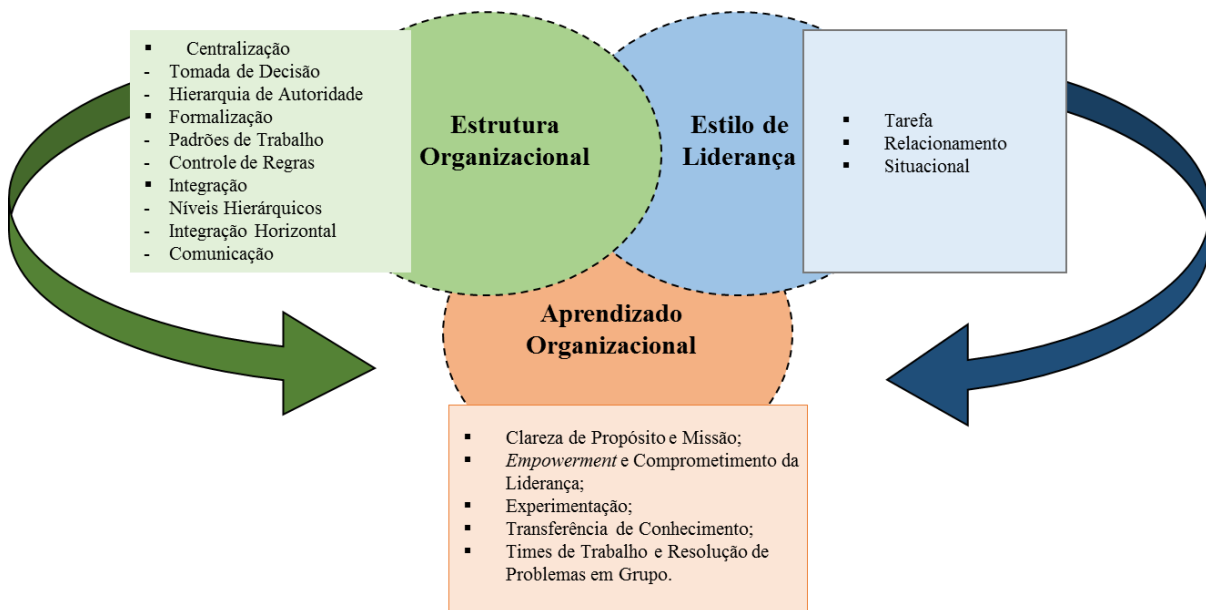 ▪ Centralização
- Tomada de Decisão
- Hierarquia de Autoridade
▪ Formalização
- Padrões de Trabalho
- Controle de Regras
▪ Integração
- Níveis Hierárquicos
- Integração Horizontal
- Comunicação
Estrutura
Organizacional
Estilo de
Liderança
▪ Tarefa
▪ Relacionamento
▪ Situacional
Aprendizado
Organizacional
▪ Clareza de Propósito e Missão;
▪ Empowerment e Comprometimento da
Liderança;
▪ Experimentação;
▪ Transferência de Conhecimento;
▪ Times de Trabalho e Resolução de
Problemas em Grupo.